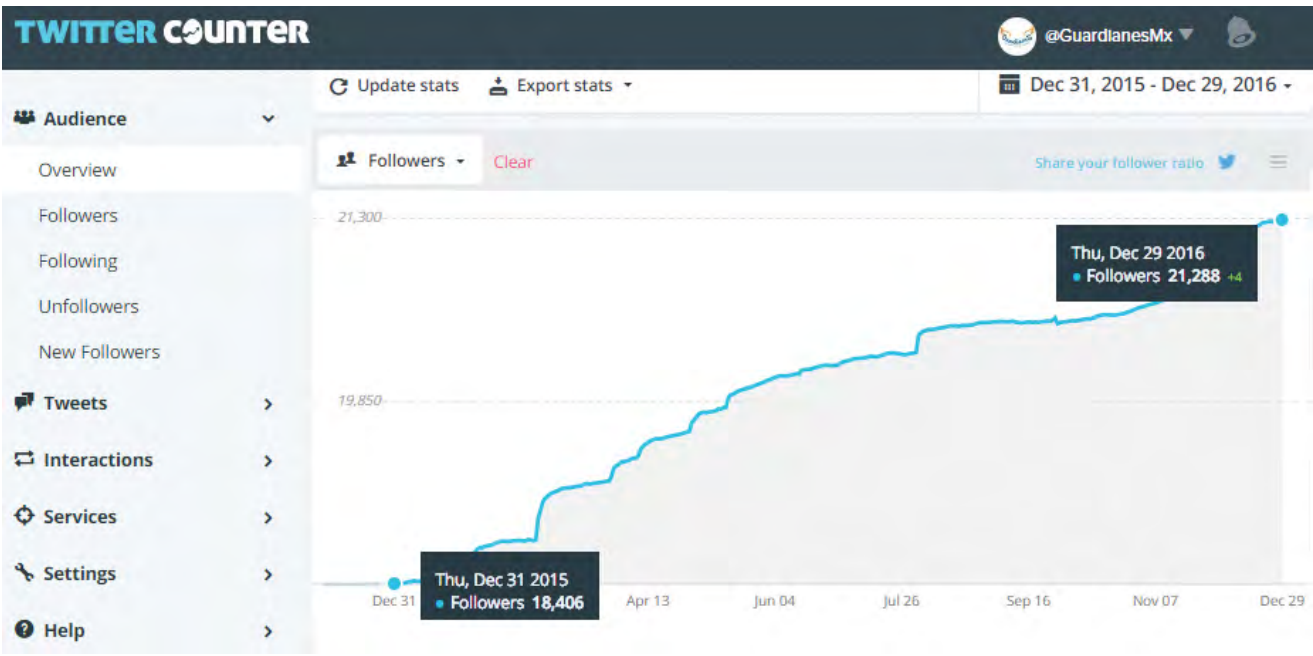 TWITTER COUNTER
@GuardianesMx
Update stats
Export stats
Dec 31, 2015 - Dec 29, 2016
Audience
Overview
Followers
Following
Unfollowers
New Followers
Tweets
Interactions
Services
Settings
Help
Followers
Clear
Share your follower ratio
21,300
19,850
Thu, Dec 29 2016
Followers 21,288 +4
Thu, Dec 31 2015
Followers 18,406
Dec 31
Apr 13
Jun 04
Jul 26
Sep 16
Nov 07
Dec 29